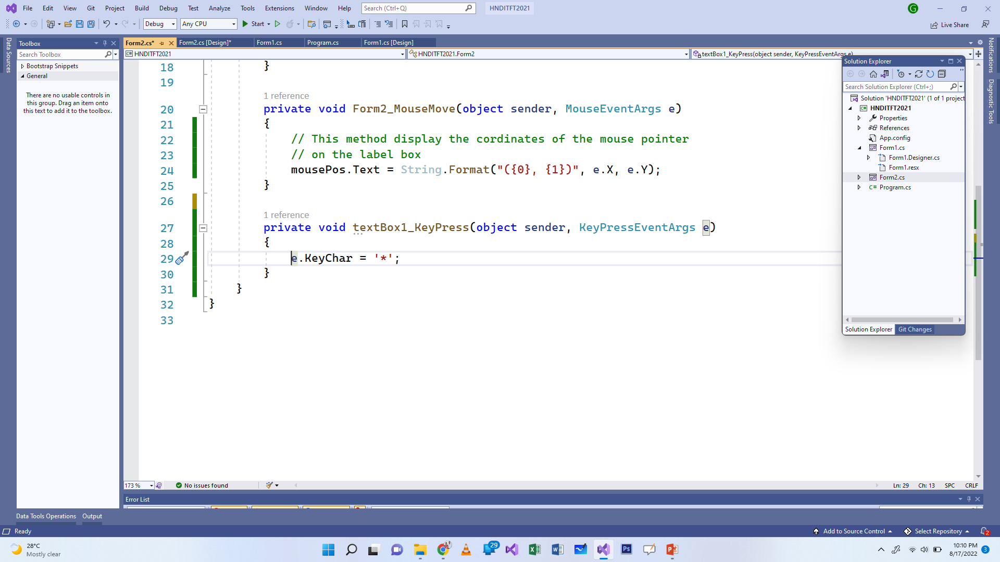 File Edit View Git Project Build Debug Test Analyze Tools Extensions Window Help Search (Ctrl+Q) HNDITFT2021
G
Debug Any CPU Start Live Share
Data Sources
Toolbox
Search Toolbox
Bootstrap Snippets
General
There are no usable controls in
this group. Drag an item onto
this text to add it to the toolbox.
Form2.cs* Form2.cs [Design]* Form1.cs Program.cs Form1.cs [Design]
HNDITFT2021 HNDITFT2021.Form2 textBox1_KeyPress(object sender, KeyPressEventArgs e)
18 }
19
1 reference
20 private void Form2_MouseMove(object sender, MouseEventArgs e)
21 {
22 // This method display the cordinates of the mouse pointer
23 // on the label box
24 mousePos.Text = String.Format("({0}, {1})", e.X, e.Y);
25 }
26
1 reference
27 private void textBox1_KeyPress(object sender, KeyPressEventArgs e)
28 {
29 e.KeyChar = '*';
30 }
31 }
32 }
33
Solution Explorer
Search Solution Explorer (Ctrl+;)
Solution 'HNDITFT2021' (1 of 1 project
C# HNDITFT2021
Properties
References
App.config
Form1.cs
Form1.Designer.cs
Form1.resx
Form2.cs
C# Program.cs
Solution Explorer Git Changes
Notifications
Diagnostic Tools
173 % No issues found Ln: 29 Ch: 13 SPC CRLF
Error List
Data Tools Operations Output
Ready Add to Source Control Select Repository 2
28°C
Mostly clear
29
Ps
10:10 PM
8/17/2022
3